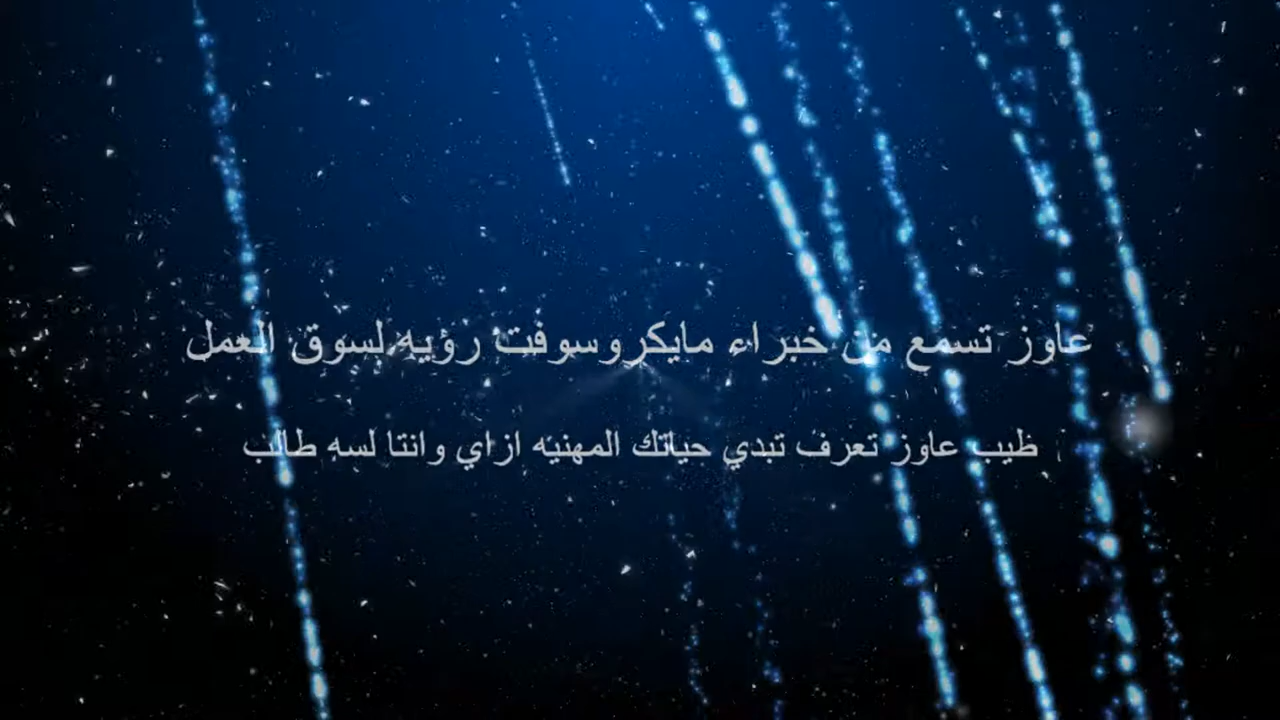 عاوز تسمع من خبراء مايكروسوفت رؤيه لسوق العمل
طيب عاوز تعرف تبدي حياتك المهنيه ازاي وانتا لسه طالب